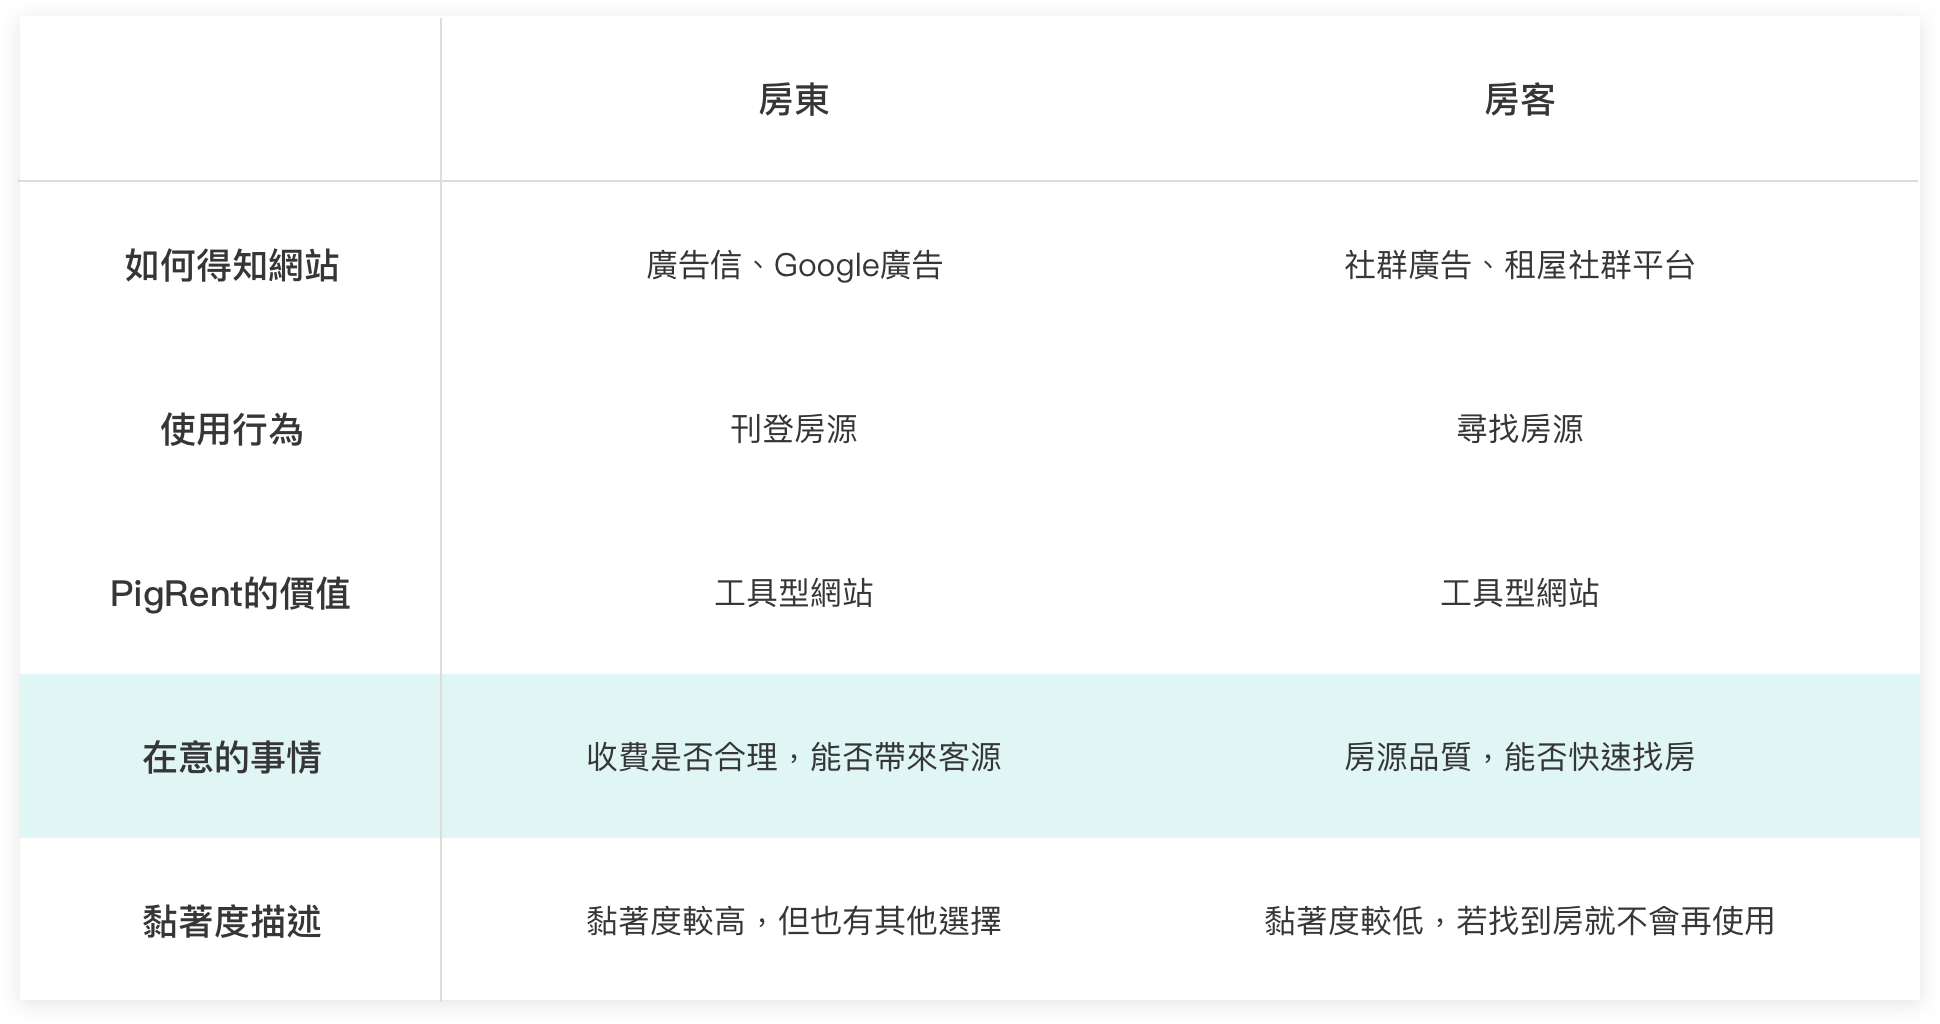 房東 房客
如何得知網站 廣告信、Google廣告 社群廣告、租屋社群平台
使用行為 刊登房源 尋找房源
PigRent的價值 工具型網站 工具型網站
在意的事情 收費是否合理，能否帶來客源 房源品質，能否快速找房
黏著度描述 黏著度較高，但也有其他選擇 黏著度較低，若找到房就不會再使用